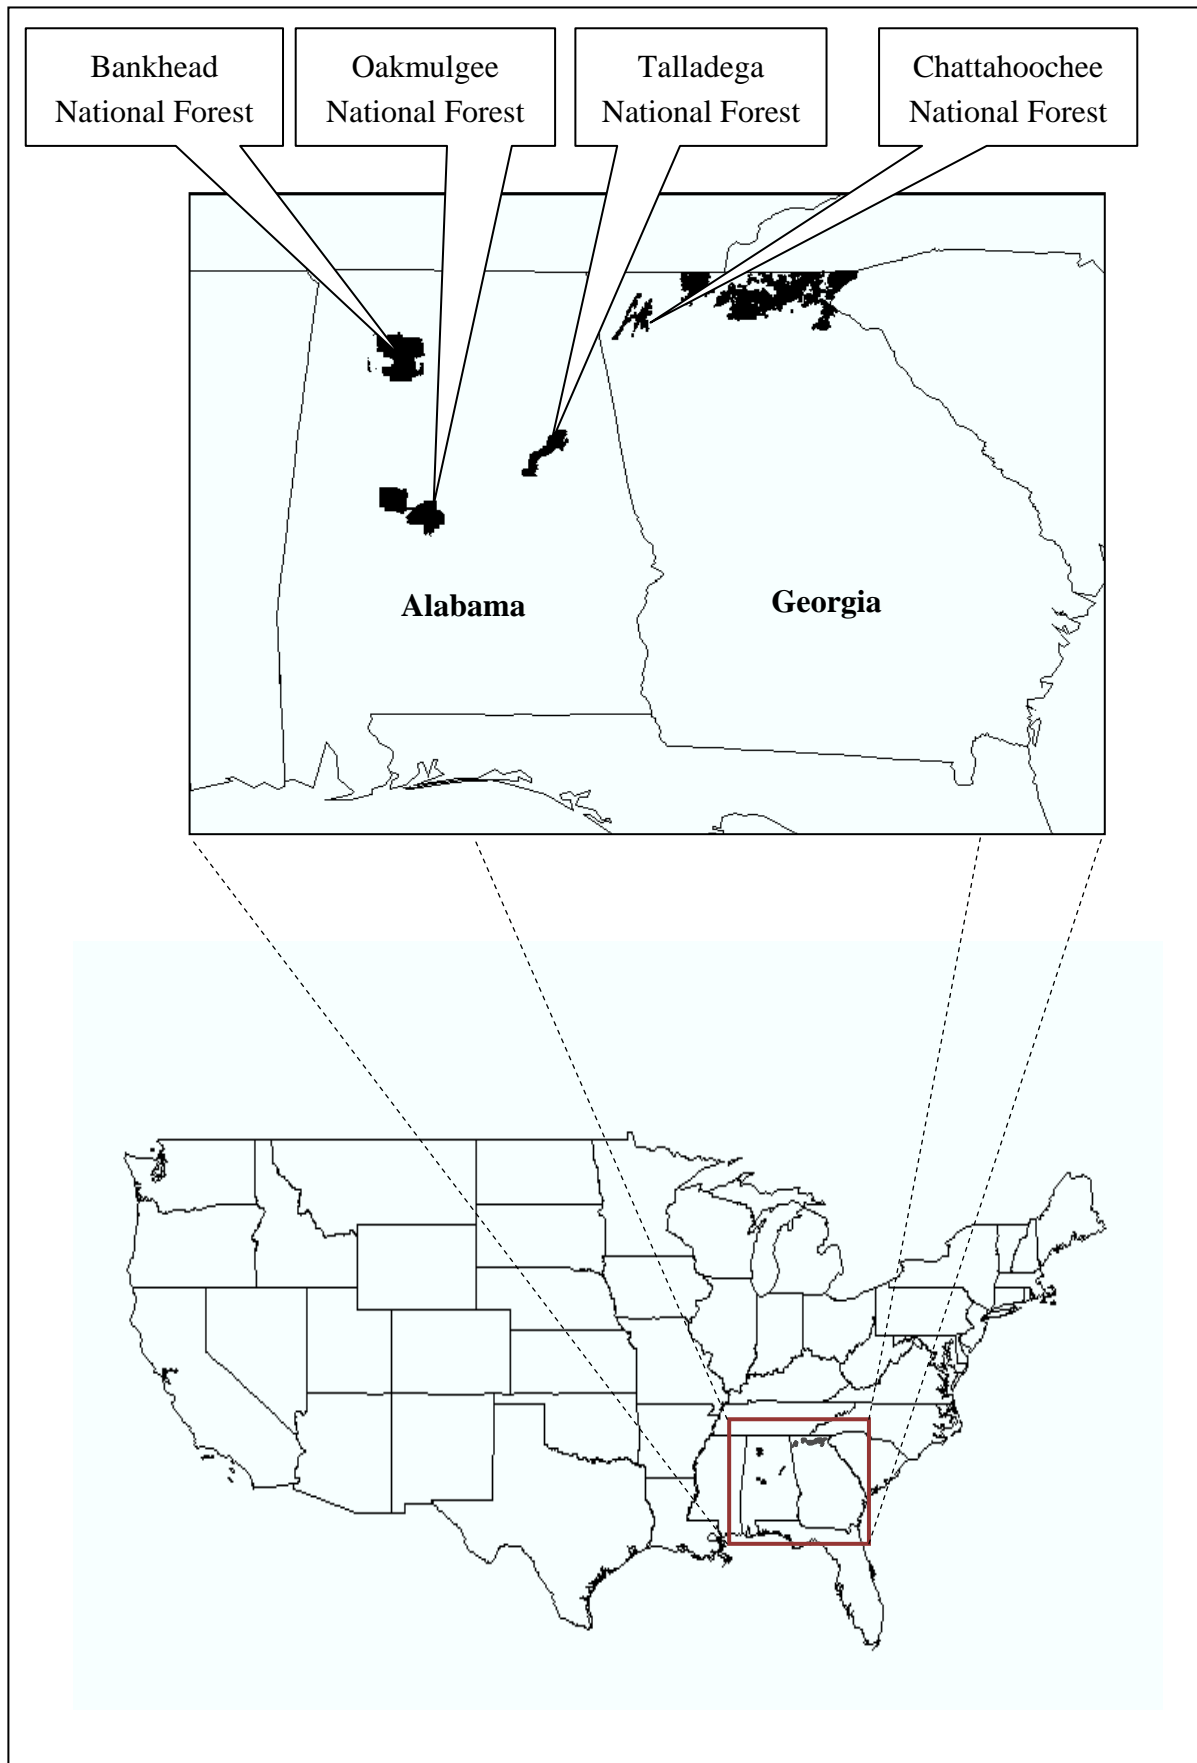 Bankhead
National Forest
Oakmulgee
National Forest
Talladega
National Forest
Chattahoochee
National Forest
Alabama
Georgia